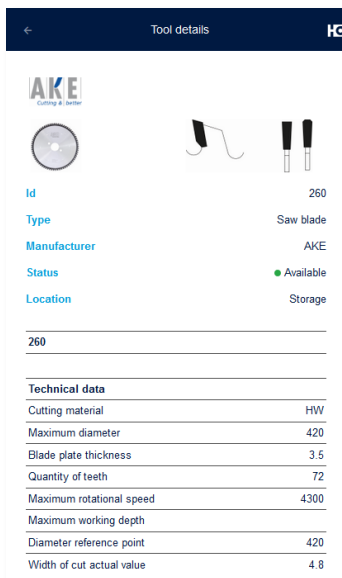 ← Tool details
AKE
Cutting & better
Id 260
Type Saw blade
Manufacturer AKE
Status Available
Location Storage
260
Technical data
Cutting material HW
Maximum diameter 420
Blade plate thickness 3.5
Quantity of teeth 72
Maximum rotational speed 4300
Maximum working depth
Diameter reference point 420
Width of cut actual value 4.8